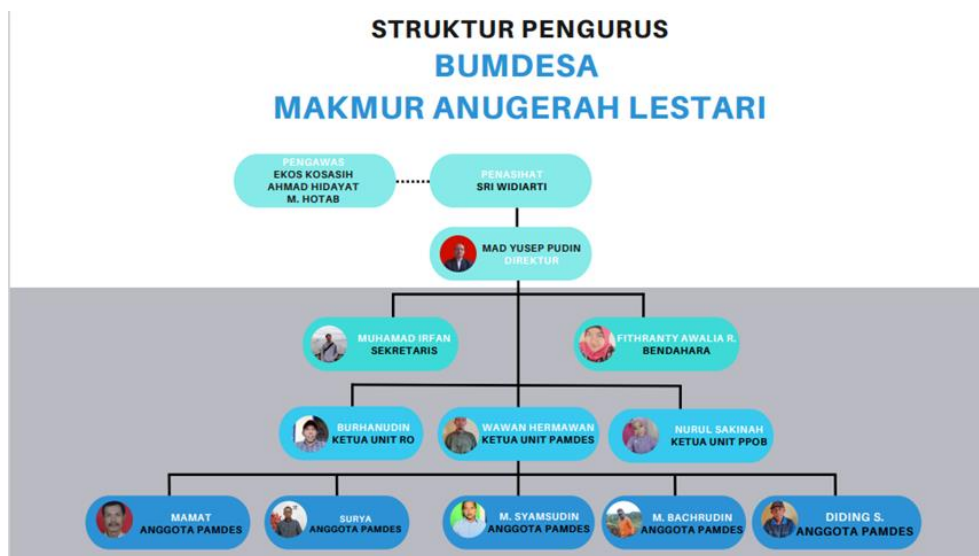 STRUKTUR PENGURUS
BUMDESA
MAKMUR ANUGERAH LESTARI
PENGAWAS
EKOS KOSASIH
AHMAD HIDAYAT
M. HOTAB
PENASIHAT
SRI WIDIARTI
MAD YUSEP PUDIN
DIREKTUR
MUHAMAD IRFAN
SEKRETARIS
FITHRANTY AWALIA R.
BENDAHARA
BURHANUDIN
KETUA UNIT RO
WAWAN HERMAWAN
KETUA UNIT PAMDES
NURUL SAKINAH
KETUA UNIT PPOB
MAMAT
ANGGOTA PAMDES
SURYA
ANGGOTA PAMDES
M. SYAMSUDIN
ANGGOTA PAMDES
M. BACHRUDIN
ANGGOTA PAMDES
DIDING S.
ANGGOTA PAMDES